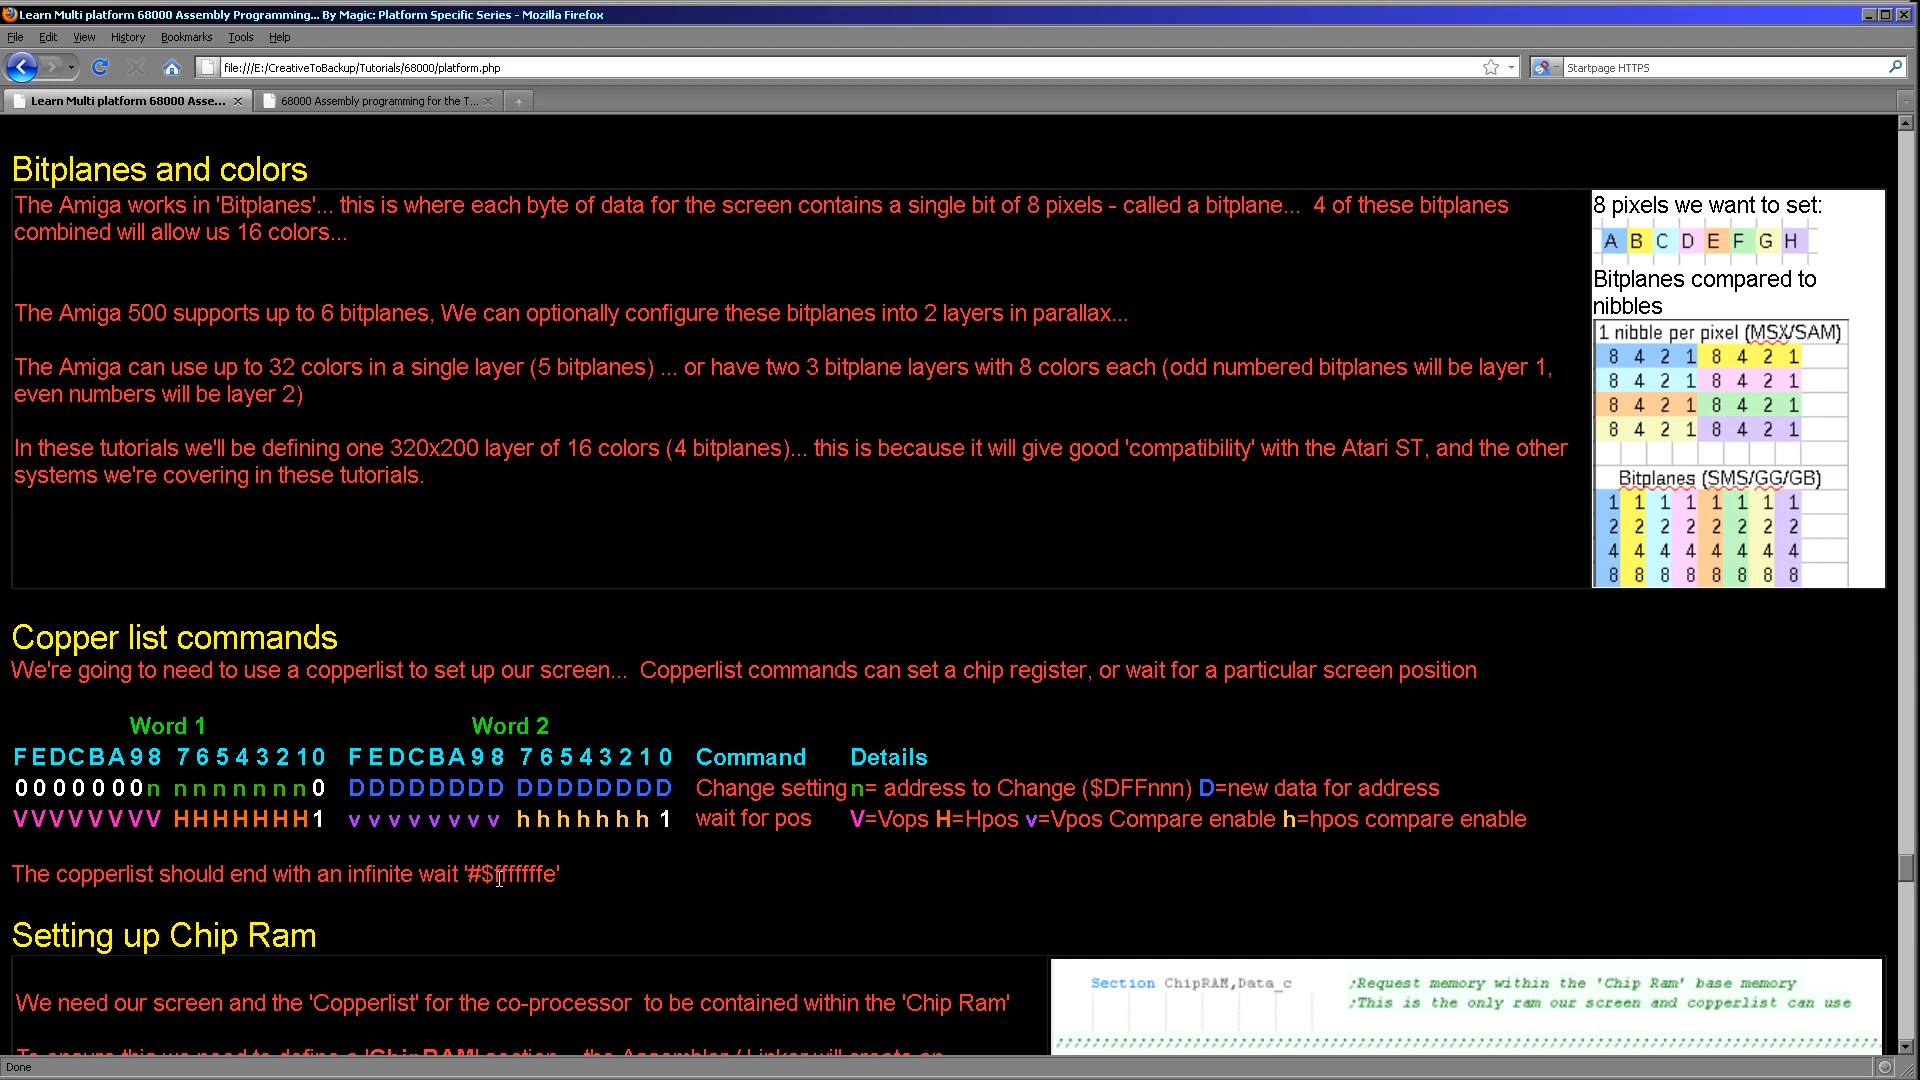 Learn Multi platform 68000 Assembly Programming... By Magic: Platform Specific Series - Mozilla Firefox
File Edit View History Bookmarks Tools Help
file:///E:/CreativeToBackup/Tutorials/68000/platform.php
Startpage HTTPS
Learn Multi platform 68000 Asse...
68000 Assembly programming for the T...
Bitplanes and colors
The Amiga works in 'Bitplanes'... this is where each byte of data for the screen contains a single bit of 8 pixels - called a bitplane... 4 of these bitplanes
combined will allow us 16 colors...
The Amiga 500 supports up to 6 bitplanes, We can optionally configure these bitplanes into 2 layers in parallax...
The Amiga can use up to 32 colors in a single layer (5 bitplanes) ... or have two 3 bitplane layers with 8 colors each (odd numbered bitplanes will be layer 1,
even numbers will be layer 2)
In these tutorials we'll be defining one 320x200 layer of 16 colors (4 bitplanes)... this is because it will give good 'compatibility' with the Atari ST, and the other
systems we're covering in these tutorials.
8 pixels we want to set:
A B C D E F G H
Bitplanes compared to
nibbles
1 nibble per pixel (MSX/SAM)
8 4 2 1 8 4 2 1
8 4 2 1 8 4 2 1
8 4 2 1 8 4 2 1
8 4 2 1 8 4 2 1
Bitplanes (SMS/GG/GB)
1 1 1 1 1 1 1 1
2 2 2 2 2 2 2 2
4 4 4 4 4 4 4 4
8 8 8 8 8 8 8 8
Copper list commands
We're going to need to use a copperlist to set up our screen... Copperlist commands can set a chip register, or wait for a particular screen position
Word 1 Word 2
F E D C B A 9 8 7 6 5 4 3 2 1 0 F E D C B A 9 8 7 6 5 4 3 2 1 0 Command Details
0 0 0 0 0 0 0 n n n n n n n n 0 D D D D D D D D D D D D D D D D Change setting n= address to Change ($DFFnnn) D=new data for address
V V V V V V V V H H H H H H H 1 v v v v v v v v h h h h h h h 1 wait for pos V=Vops H=Hpos v=Vpos Compare enable h=hpos compare enable
The copperlist should end with an infinite wait '#$fffffffe'
Setting up Chip Ram
We need our screen and the 'Copperlist' for the co-processor to be contained within the 'Chip Ram'
To ensure this we need to define a 'ChipRAM' section... the Assembler / Linker will create an
Section ChipRAM,Data_c ;Request memory within the 'Chip Ram' base memory
;This is the only ram our screen and copperlist can use
Done